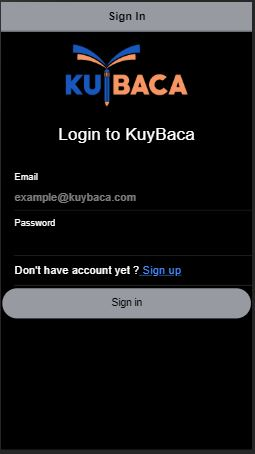 Sign In
KUYBACA
Login to KuyBaca
Email
example@kuybaca.com
Password
Don't have account yet ? Sign up
Sign in